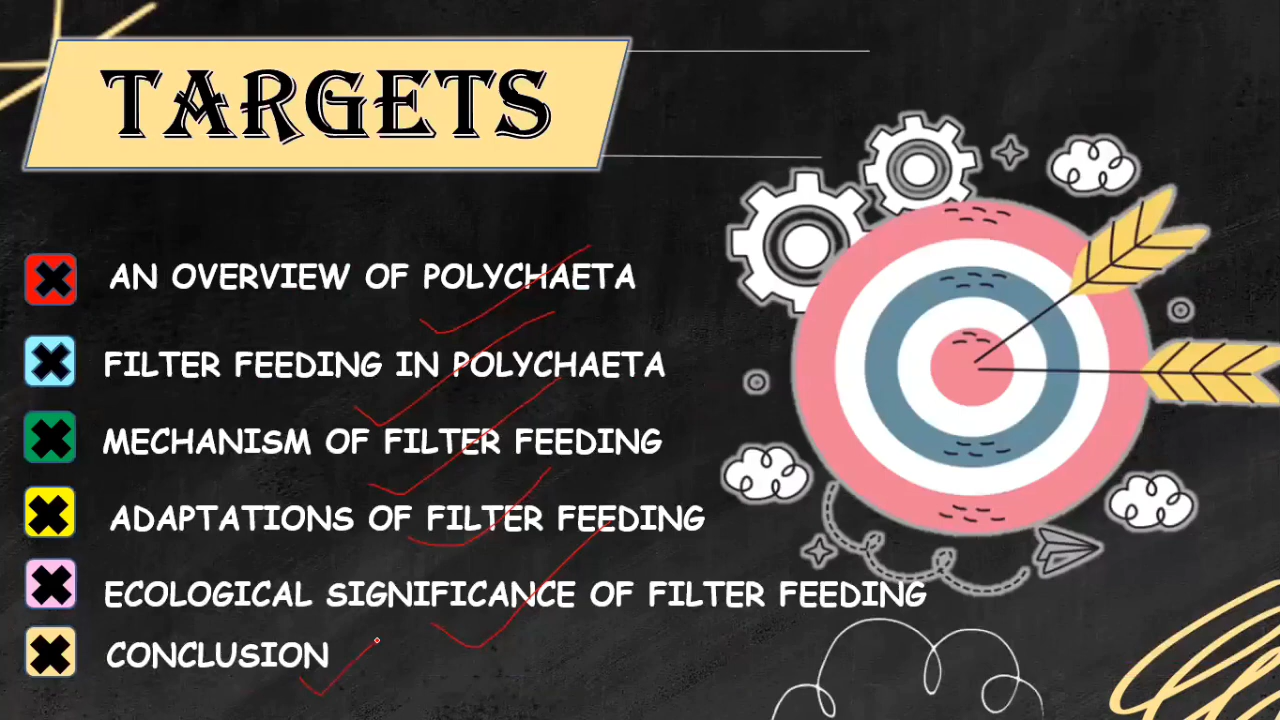 TARGETS
AN OVERVIEW OF POLYCHAETA
FILTER FEEDING IN POLYCHAETA
MECHANISM OF FILTER FEEDING
ADAPTATIONS OF FILTER FEEDING
ECOLOGICAL SIGNIFICANCE OF FILTER FEEDING
CONCLUSION